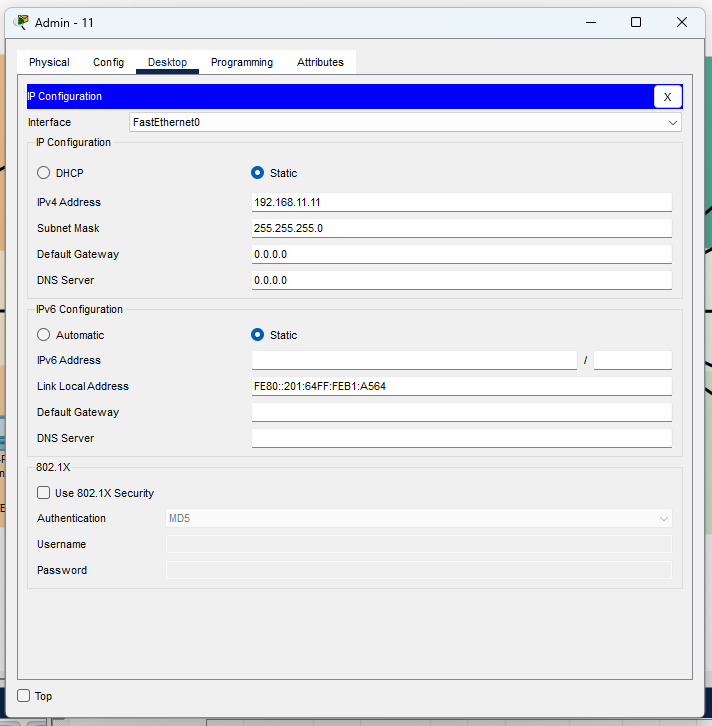 Admin - 11
Physical Config Desktop Programming Attributes
IP Configuration X
Interface FastEthernet0
IP Configuration
DHCP Static
IPv4 Address 192.168.11.11
Subnet Mask 255.255.255.0
Default Gateway 0.0.0.0
DNS Server 0.0.0.0
IPv6 Configuration
Automatic Static
IPv6 Address /
Link Local Address FE80::201:64FF:FEB1:A564
Default Gateway
DNS Server
802.1X
Use 802.1X Security
Authentication MD5
Username
Password
Top